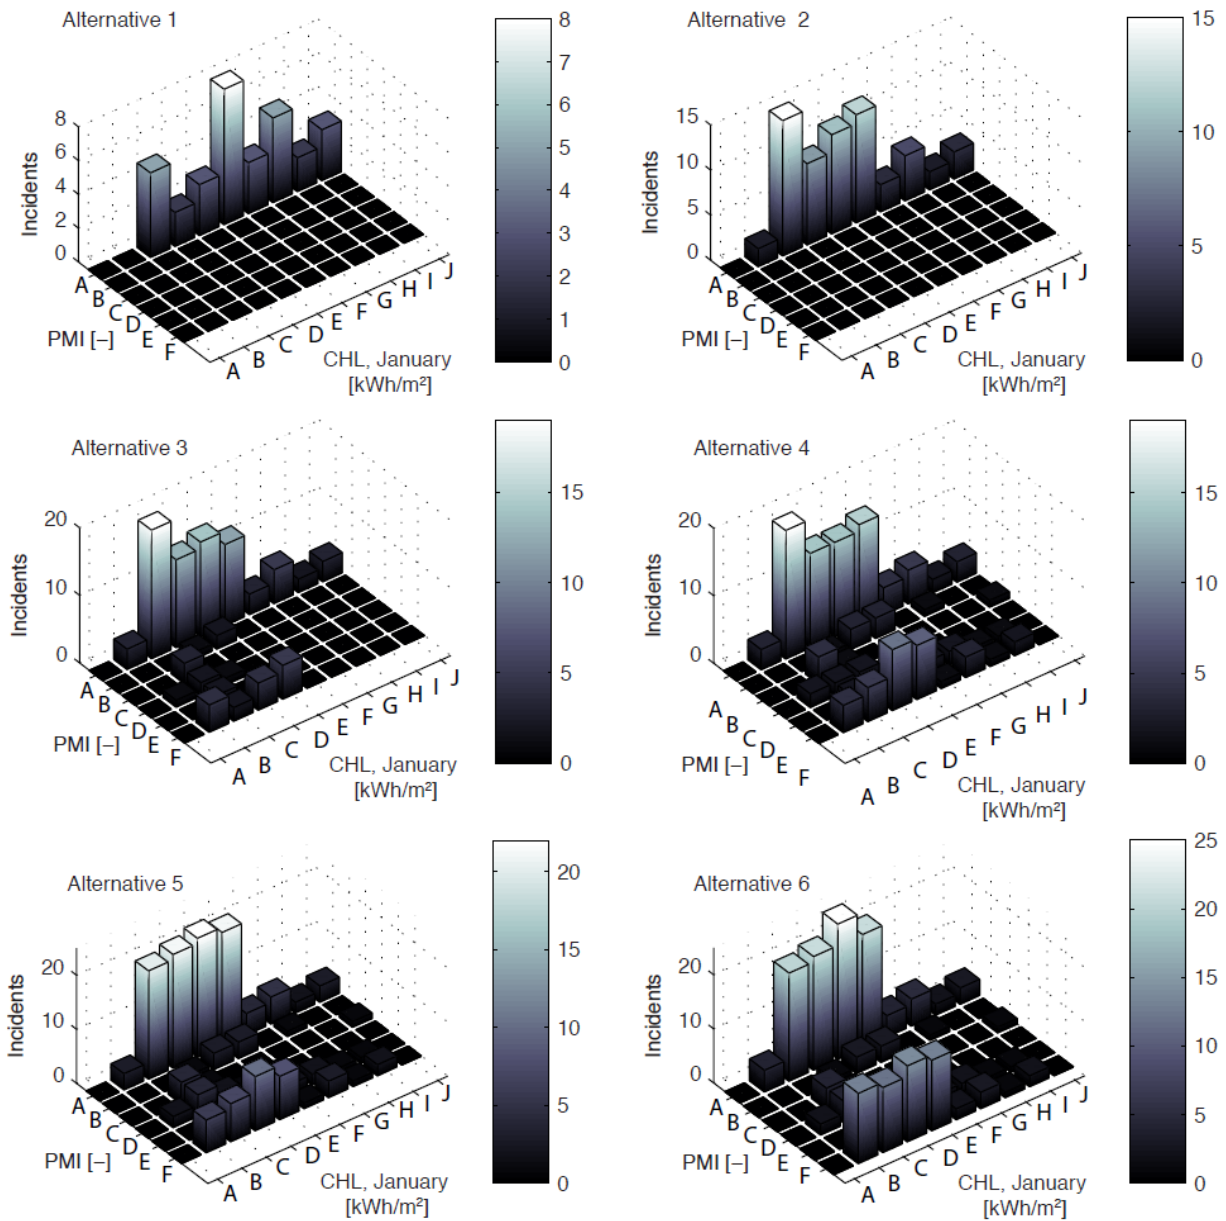 Alternative 1
Incidents
8
6
4
2
0
A
B
C
D
E
F
PMI [–]
A
B
C
D
E
F
G
H
I
J
CHL, January
[kWh/m²]
8
7
6
5
4
3
2
1
0
Alternative 2
Incidents
15
10
5
0
A
B
C
D
E
F
PMI [–]
A
B
C
D
E
F
G
H
I
J
CHL, January
[kWh/m²]
15
10
5
0
Alternative 3
Incidents
20
10
0
A
B
C
D
E
F
PMI [–]
A
B
C
D
E
F
G
H
I
J
CHL, January
[kWh/m²]
15
10
5
0
Alternative 4
Incidents
20
10
0
A
B
C
D
E
F
PMI [–]
A
B
C
D
E
F
G
H
I
J
CHL, January
[kWh/m²]
15
10
5
0
Alternative 5
Incidents
20
10
0
A
B
C
D
E
F
PMI [–]
A
B
C
D
E
F
G
H
I
J
CHL, January
[kWh/m²]
20
15
10
5
0
Alternative 6
Incidents
20
10
0
A
B
C
D
E
F
PMI [–]
A
B
C
D
E
F
G
H
I
J
CHL, January
[kWh/m²]
25
20
15
10
5
0